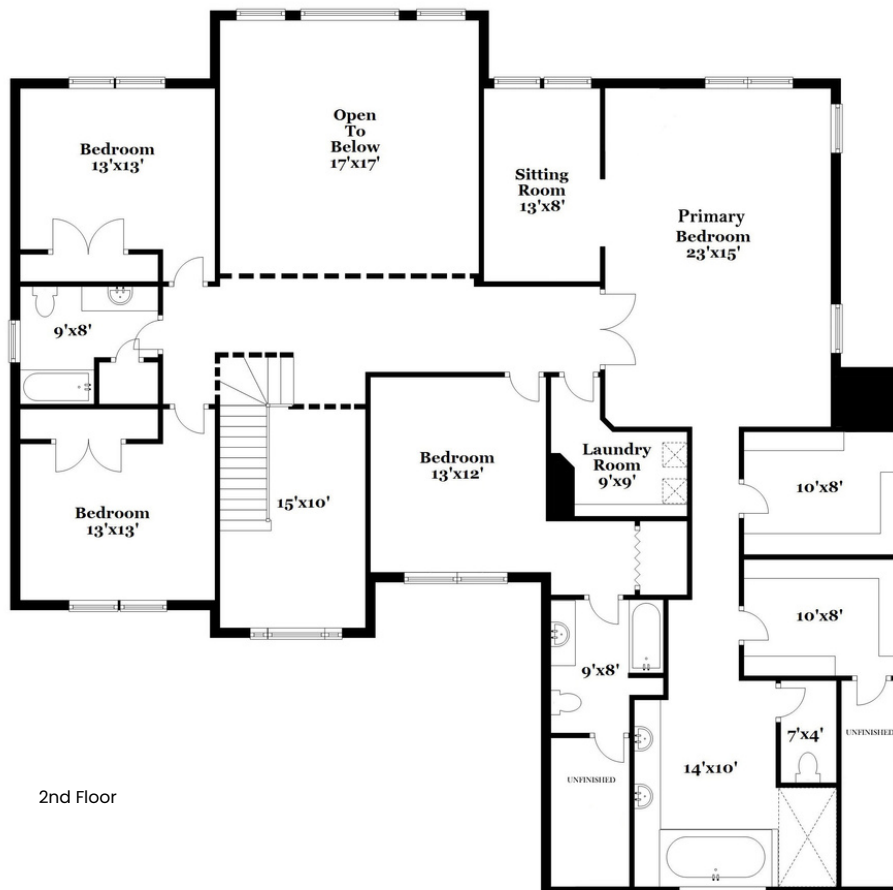 Open
To
Below
17'x17'
Bedroom
13'x13'
Sitting
Room
13'x8'
Primary
Bedroom
23'x15'
9'x8'
Bedroom
13'x12'
Laundry
Room
9'x9'
10'x8'
15'x10'
Bedroom
13'x13'
10'x8'
9'x8'
7'x4'
UNFINISHED
14'x10'
UNFINISHED
2nd Floor